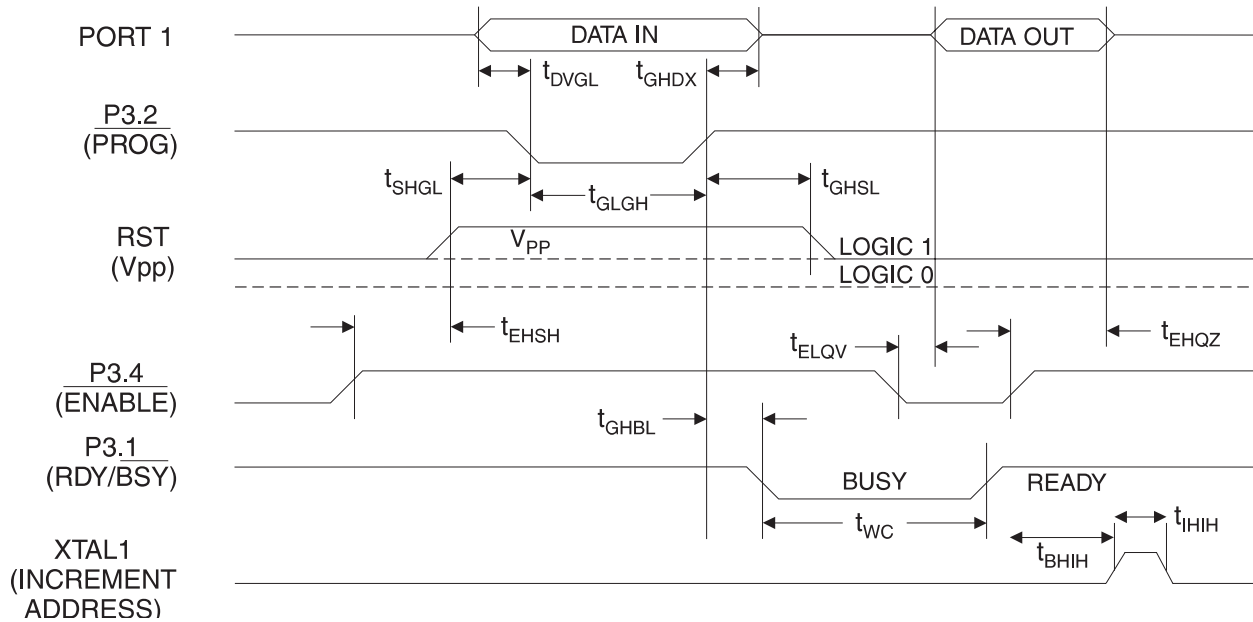 PORT 1
DATA IN
DATA OUT
tDVGL
tGHDX
P3.2
(PROG)
tSHGL
tGLGH
tGHSL
RST
(Vpp)
VPP
LOGIC 1
LOGIC 0
tEHSH
tELQV
tEHQZ
P3.4
(ENABLE)
tGHBL
P3.1
(RDY/BSY)
BUSY
READY
tWC
tIHIH
tBHIH
XTAL1
(INCREMENT
ADDRESS)